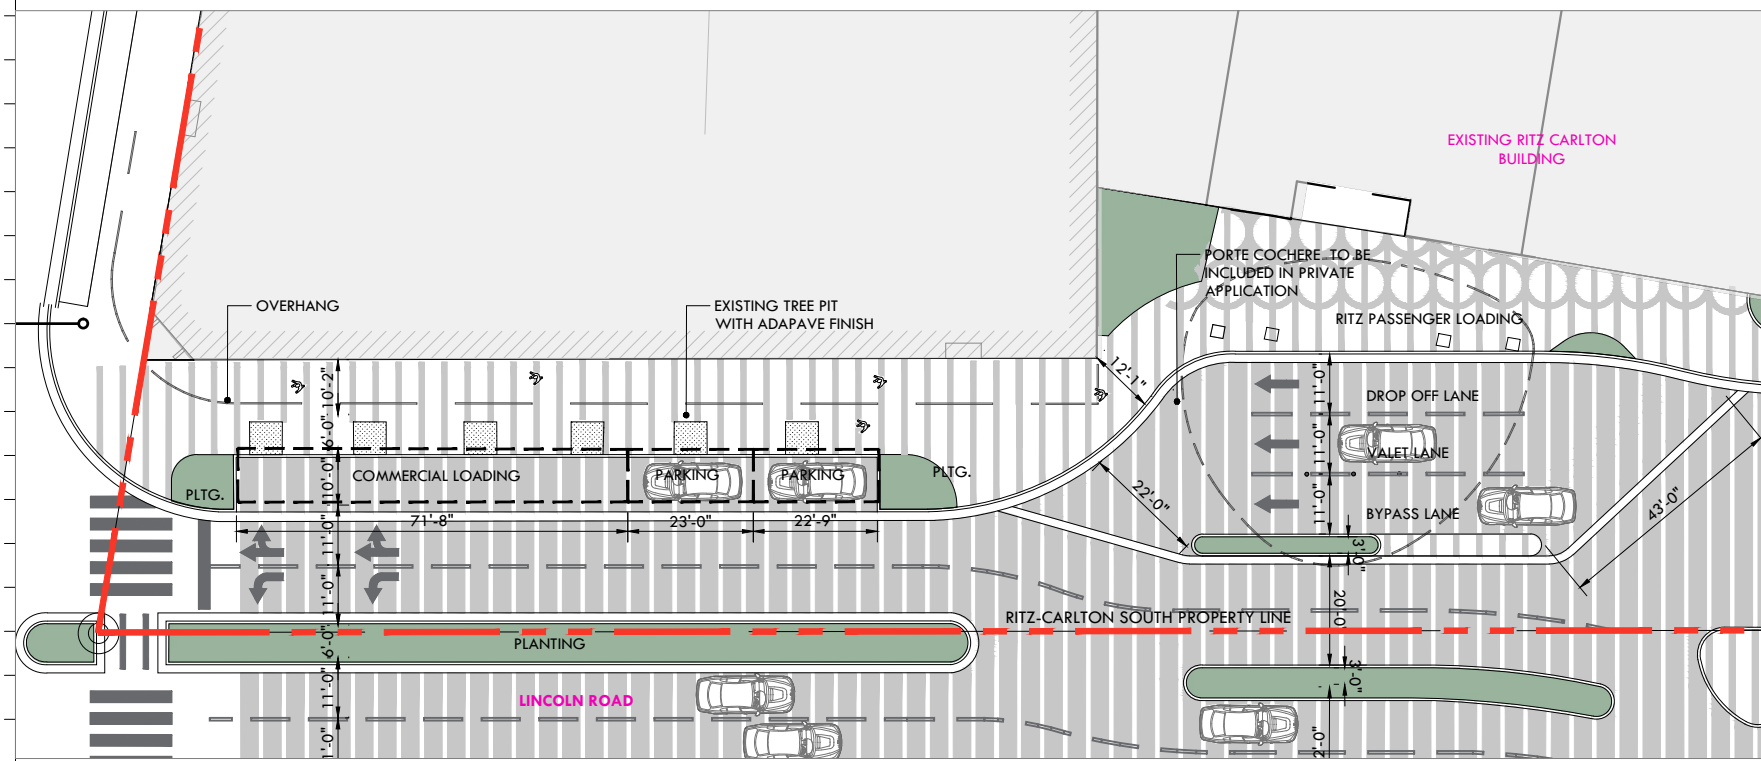 EXISTING RITZ CARLTON
BUILDING
PORTE COCHERE. TO BE
INCLUDED IN PRIVATE
APPLICATION
OVERHANG
EXISTING TREE PIT
WITH ADAPAVE FINISH
RITZ PASSENGER LOADING
12'-1"
10'-2"
6'-0"
10'-0"
11'-0"
11'-0"
6'-0"
11'-0"
1'-0"
11'-0"
11'-0"
11'-0"
DROP OFF LANE
VALET LANE
BYPASS LANE
COMMERCIAL LOADING
PARKING
PARKING
PLTG.
PLTG.
71'-8"
23'-0"
22'-9"
22'-0"
43'-0"
3'-0"
20'-0"
RITZ-CARLTON SOUTH PROPERTY LINE
PLANTING
3'-0"
LINCOLN ROAD
2'-0"